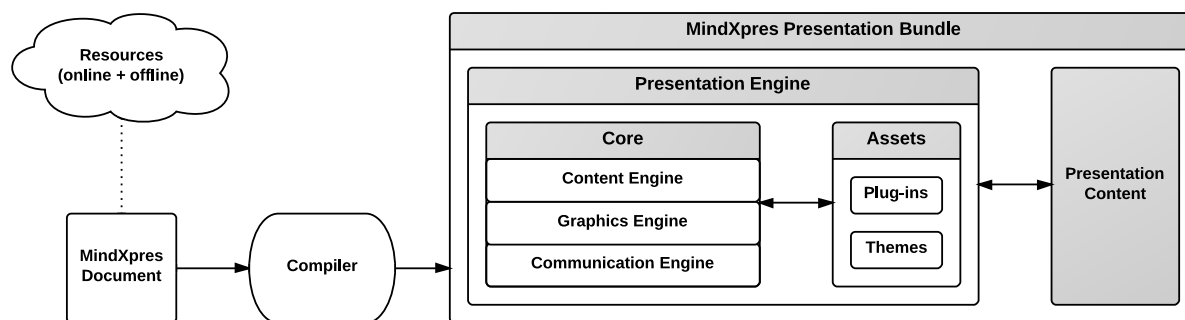 Resources
(online + offline)
MindXpres
Document
Compiler
MindXpres Presentation Bundle
Presentation Engine
Core
Content Engine
Graphics Engine
Communication Engine
Assets
Plug-ins
Themes
Presentation
Content